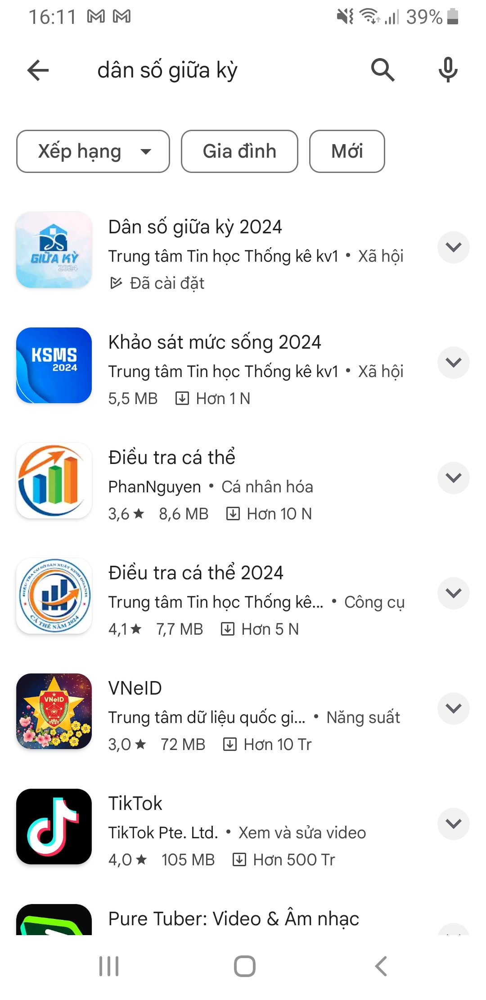 16:11 39%
dân số giữa kỳ
Xếp hạng
Gia đình
Mới
DS
GIỮA KỲ
2024
Dân số giữa kỳ 2024
Trung tâm Tin học Thống kê kv1 • Xã hội
Đã cài đặt
KSMS
2024
Khảo sát mức sống 2024
Trung tâm Tin học Thống kê kv1 • Xã hội
5,5 MB Hơn 1 N
Điều tra cá thể
PhanNguyen • Cá nhân hóa
3,6 ★ 8,6 MB Hơn 10 N
ĐIỀU TRA CƠ SỞ SẢN XUẤT KINH DOANH
CÁ THỂ NĂM 2024
Điều tra cá thể 2024
Trung tâm Tin học Thống kê... • Công cụ
4,1 ★ 7,7 MB Hơn 5 N
VNeID
VNeID
Trung tâm dữ liệu quốc gi... • Năng suất
3,0 ★ 72 MB Hơn 10 Tr
TikTok
TikTok Pte. Ltd. • Xem và sửa video
4,0 ★ 105 MB Hơn 500 Tr
Pure Tuber: Video & Âm nhạc